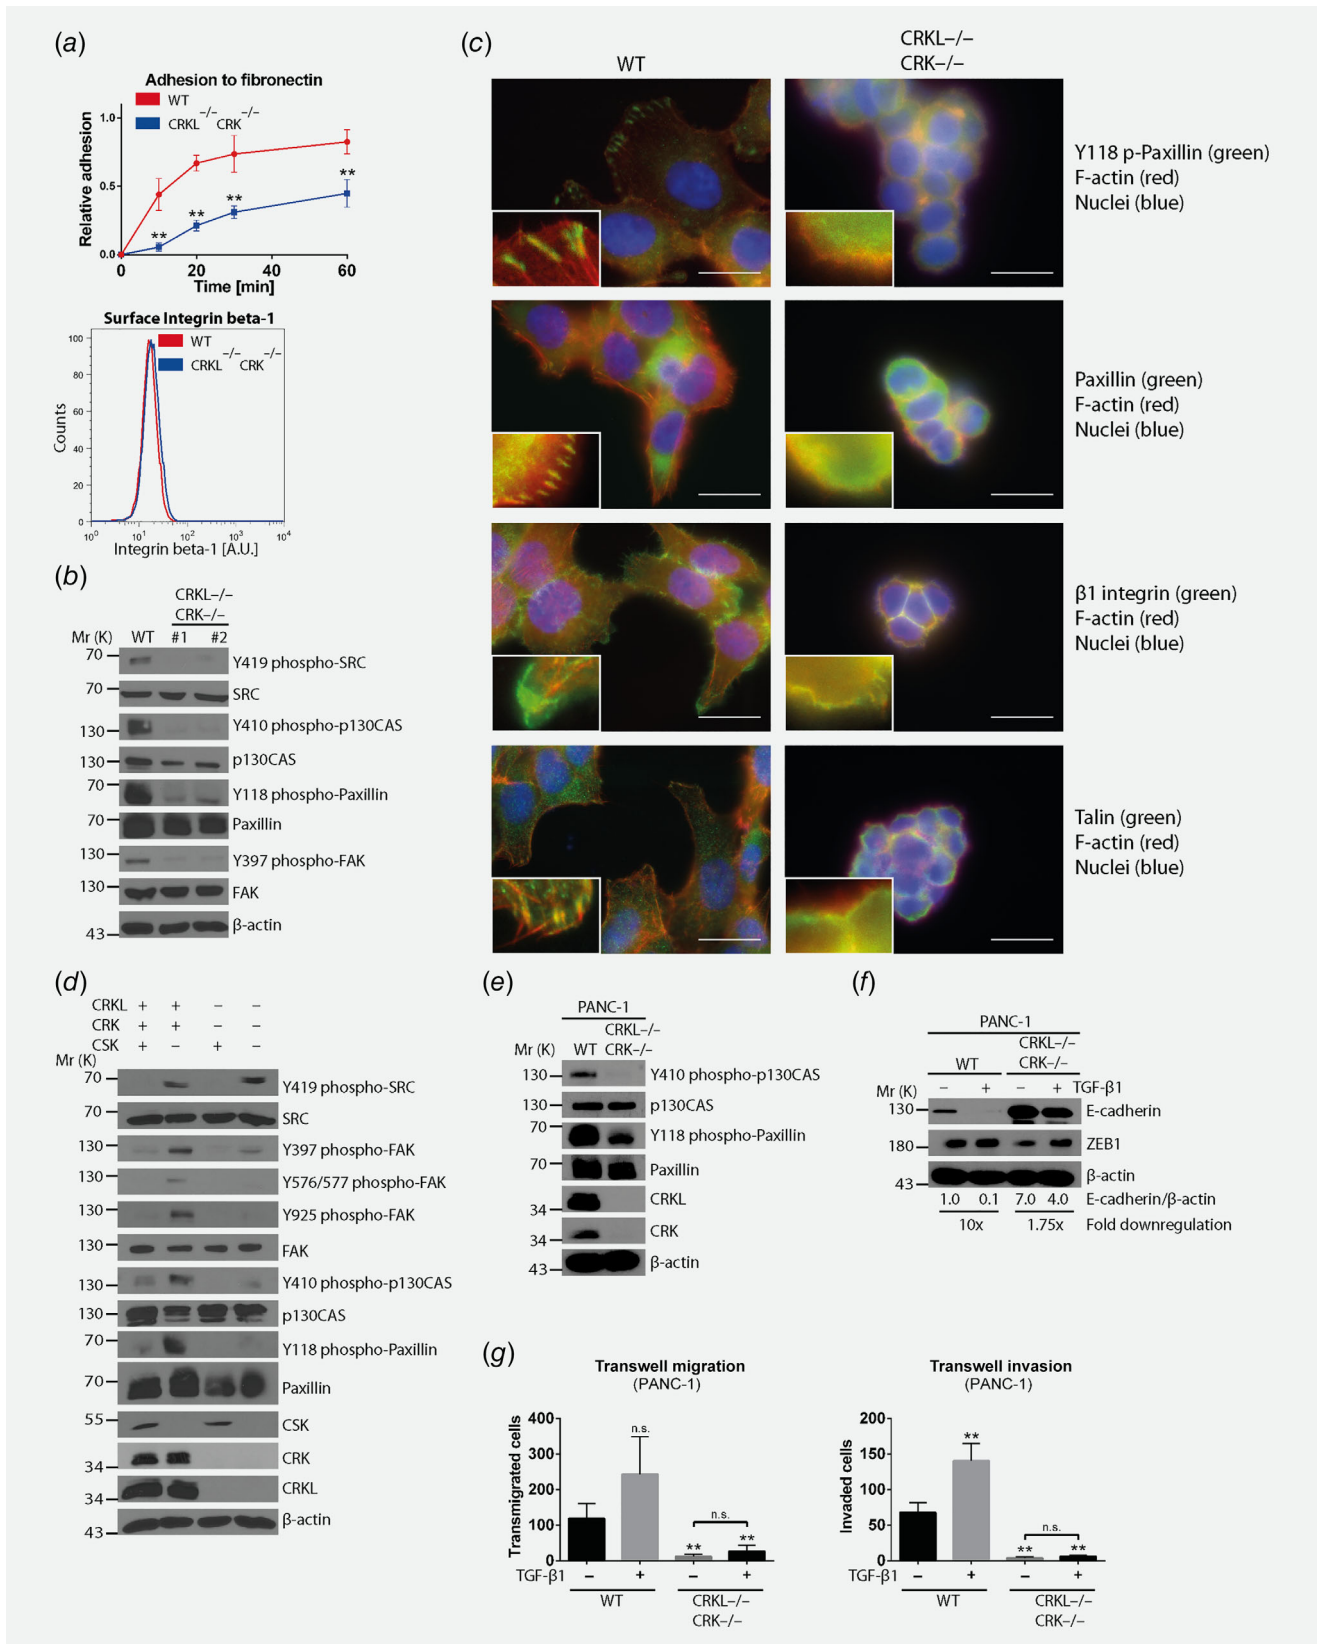 (a)
Adhesion to fibronectin
WT
CRKL–/–CRK–/–
Relative adhesion
1.0
0.5
0.0
0 20 40 60
Time [min]
** ** ** **
Surface Integrin beta-1
WT
CRKL–/–CRK–/–
Counts
100
80
60
40
20
0
10⁰ 10¹ 10² 10³ 10⁴
Integrin beta-1 [A.U.]
(b)
CRKL–/–
CRK–/–
Mr (K) WT #1 #2
70 Y419 phospho-SRC
70 SRC
130 Y410 phospho-p130CAS
130 p130CAS
70 Y118 phospho-Paxillin
70 Paxillin
130 Y397 phospho-FAK
130 FAK
43 β-actin
(c)
WT
CRKL–/–
CRK–/–
Y118 p-Paxillin (green)
F-actin (red)
Nuclei (blue)
Paxillin (green)
F-actin (red)
Nuclei (blue)
β1 integrin (green)
F-actin (red)
Nuclei (blue)
Talin (green)
F-actin (red)
Nuclei (blue)
(d)
CRKL + + – –
CRK + + – –
CSK + – + –
Mr (K)
70 Y419 phospho-SRC
70 SRC
130 Y397 phospho-FAK
130 Y576/577 phospho-FAK
130 Y925 phospho-FAK
130 FAK
130 Y410 phospho-p130CAS
130 p130CAS
70 Y118 phospho-Paxillin
70 Paxillin
55 CSK
34 CRK
34 CRKL
43 β-actin
(e)
PANC-1
CRKL–/–
Mr (K) WT CRK–/–
130 Y410 phospho-p130CAS
130 p130CAS
70 Y118 phospho-Paxillin
70 Paxillin
34 CRKL
34 CRK
43 β-actin
(f)
PANC-1
CRKL–/–
WT CRK–/–
Mr (K) – + – + TGF-β1
130 E-cadherin
180 ZEB1
43 β-actin
1.0 0.1 7.0 4.0 E-cadherin/β-actin
10x 1.75x Fold downregulation
(g)
Transwell migration
(PANC-1)
Transmigrated cells
400
300
200
100
0
n.s.
n.s.
** **
TGF-β1 – + – +
WT CRKL–/–
CRK–/–
Transwell invasion
(PANC-1)
Invaded cells
200
150
100
50
0
**
n.s.
** **
TGF-β1 – + – +
WT CRKL–/–
CRK–/–